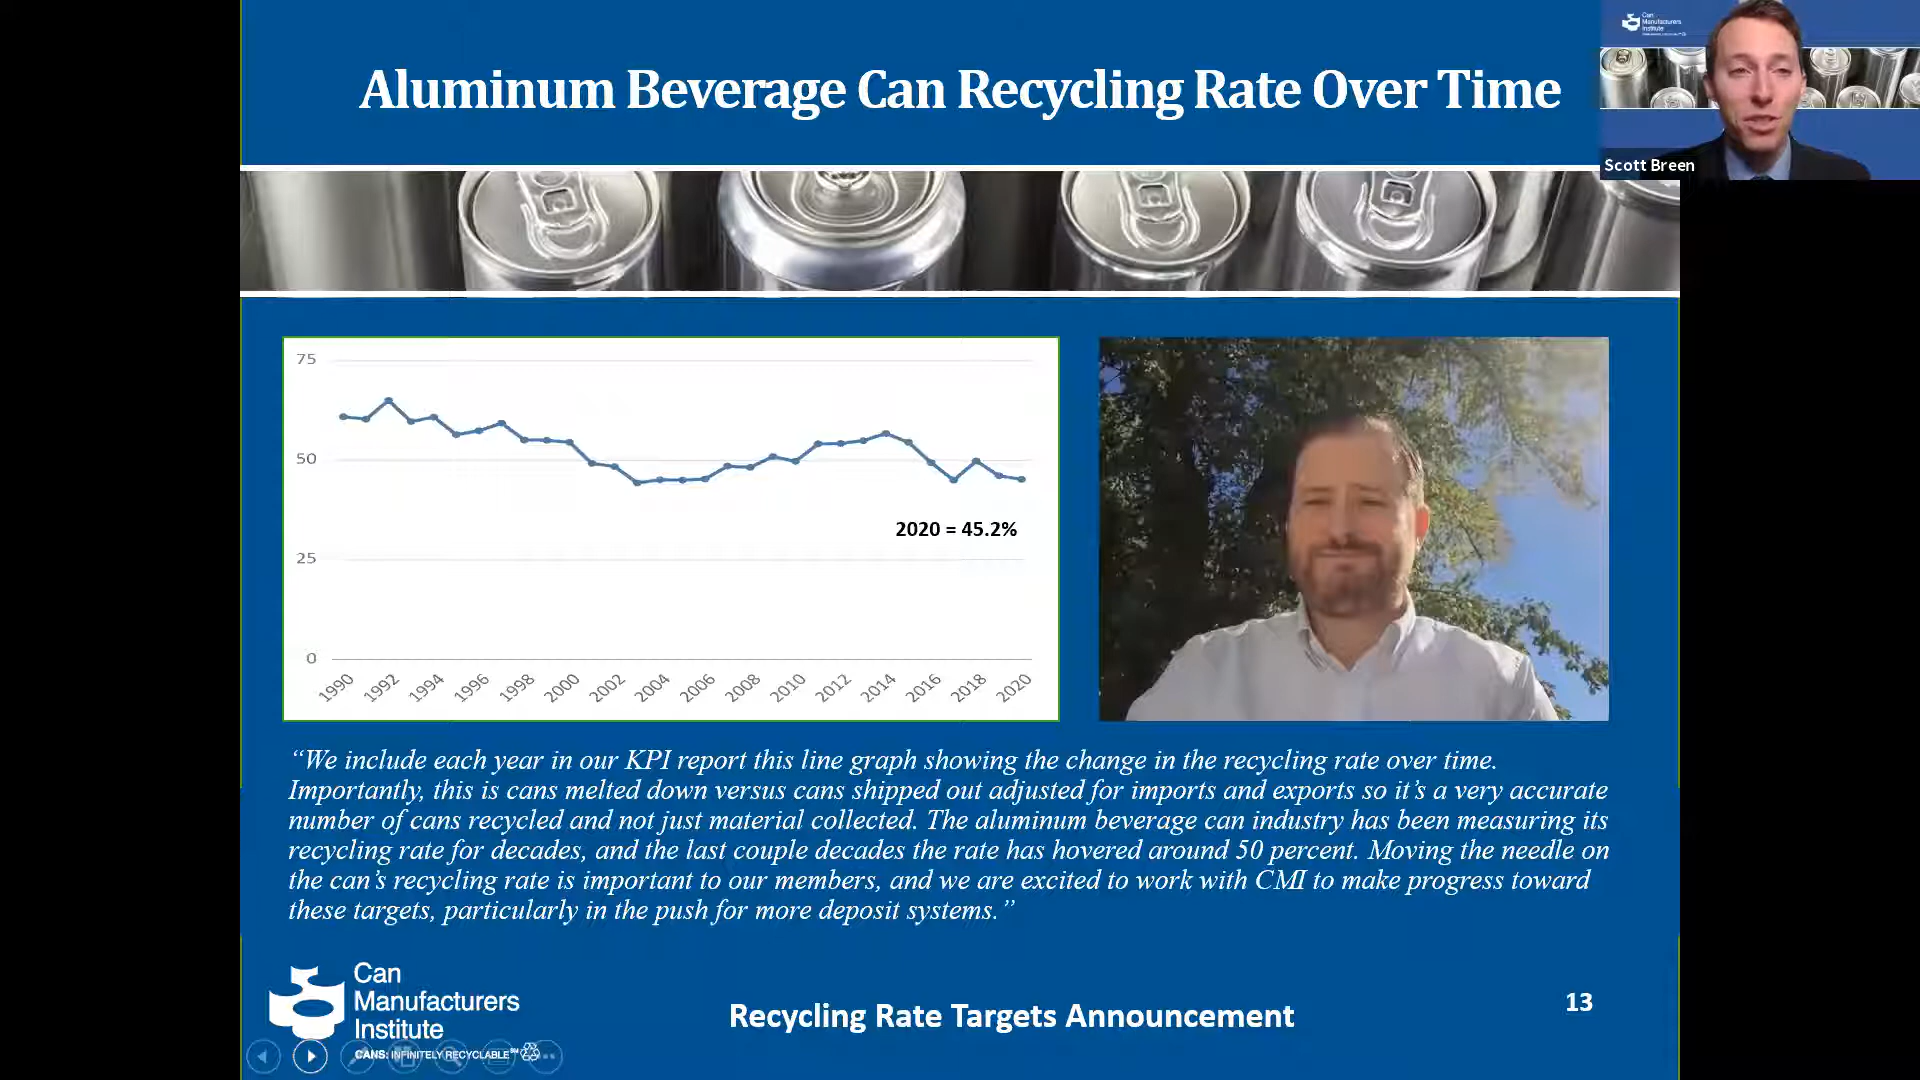 Aluminum Beverage Can Recycling Rate Over Time
Can
Manufacturers
Institute
Scott Breen
75
50
25
0
2020 = 45.2%
1990
1992
1994
1996
1998
2000
2002
2004
2006
2008
2010
2012
2014
2016
2018
2020
“We include each year in our KPI report this line graph showing the change in the recycling rate over time.
Importantly, this is cans melted down versus cans shipped out adjusted for imports and exports so it’s a very accurate
number of cans recycled and not just material collected. The aluminum beverage can industry has been measuring its
recycling rate for decades, and the last couple decades the rate has hovered around 50 percent. Moving the needle on
the can’s recycling rate is important to our members, and we are excited to work with CMI to make progress toward
these targets, particularly in the push for more deposit systems.”
Can
Manufacturers
Institute
CANS: INFINITELY RECYCLABLE℠
Recycling Rate Targets Announcement
13